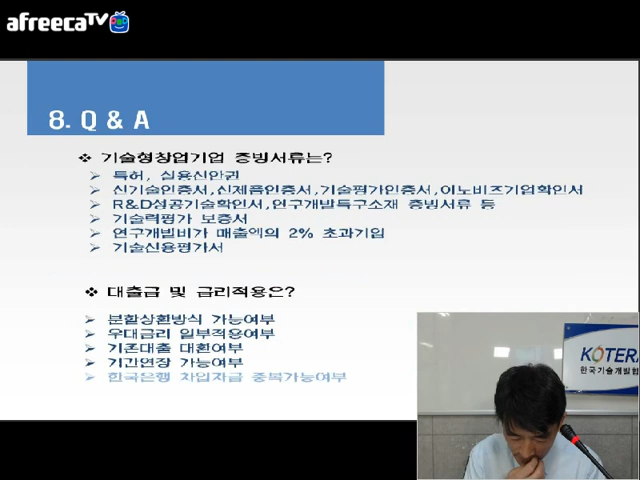 afreecaTV
8. Q & A
❖ 기술형창업기업 증빙서류는?
➢ 특허, 실용신안권
➢ 신기술인증서,신제품인증서,기술평가인증서,이노비즈기업확인서
➢ R&D성공기술확인서,연구개발특구소재 증빙서류 등
➢ 기술력평가 보증서
➢ 연구개발비가 매출액의 2% 초과기업
➢ 기술신용평가서
❖ 대출금 및 금리적용은?
➢ 분할상환방식 가능여부
➢ 우대금리 일부적용여부
➢ 기존대출 대환여부
➢ 기간연장 가능여부
➢ 한국은행 차입자금 중복가능여부
KOTERA
한국기술개발협